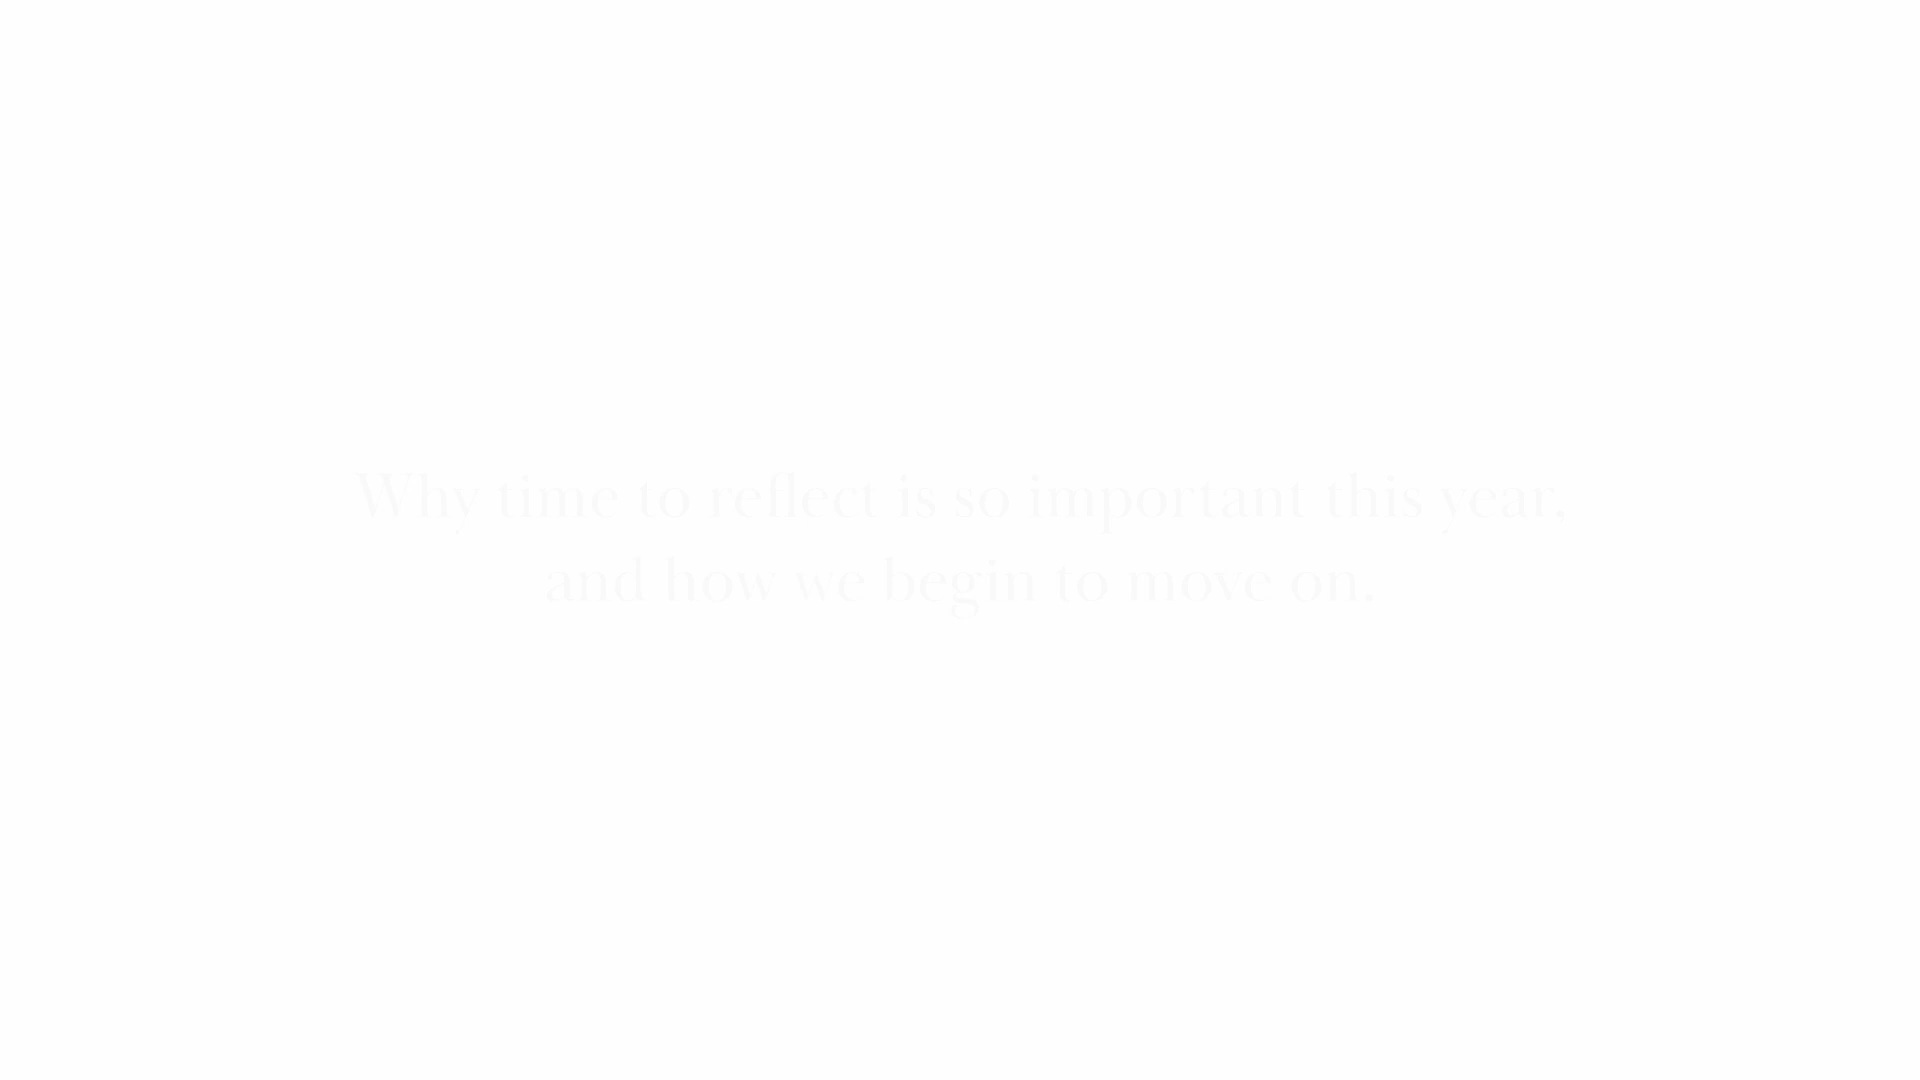 Why time to reflect is so important this year,
and how we begin to move on.